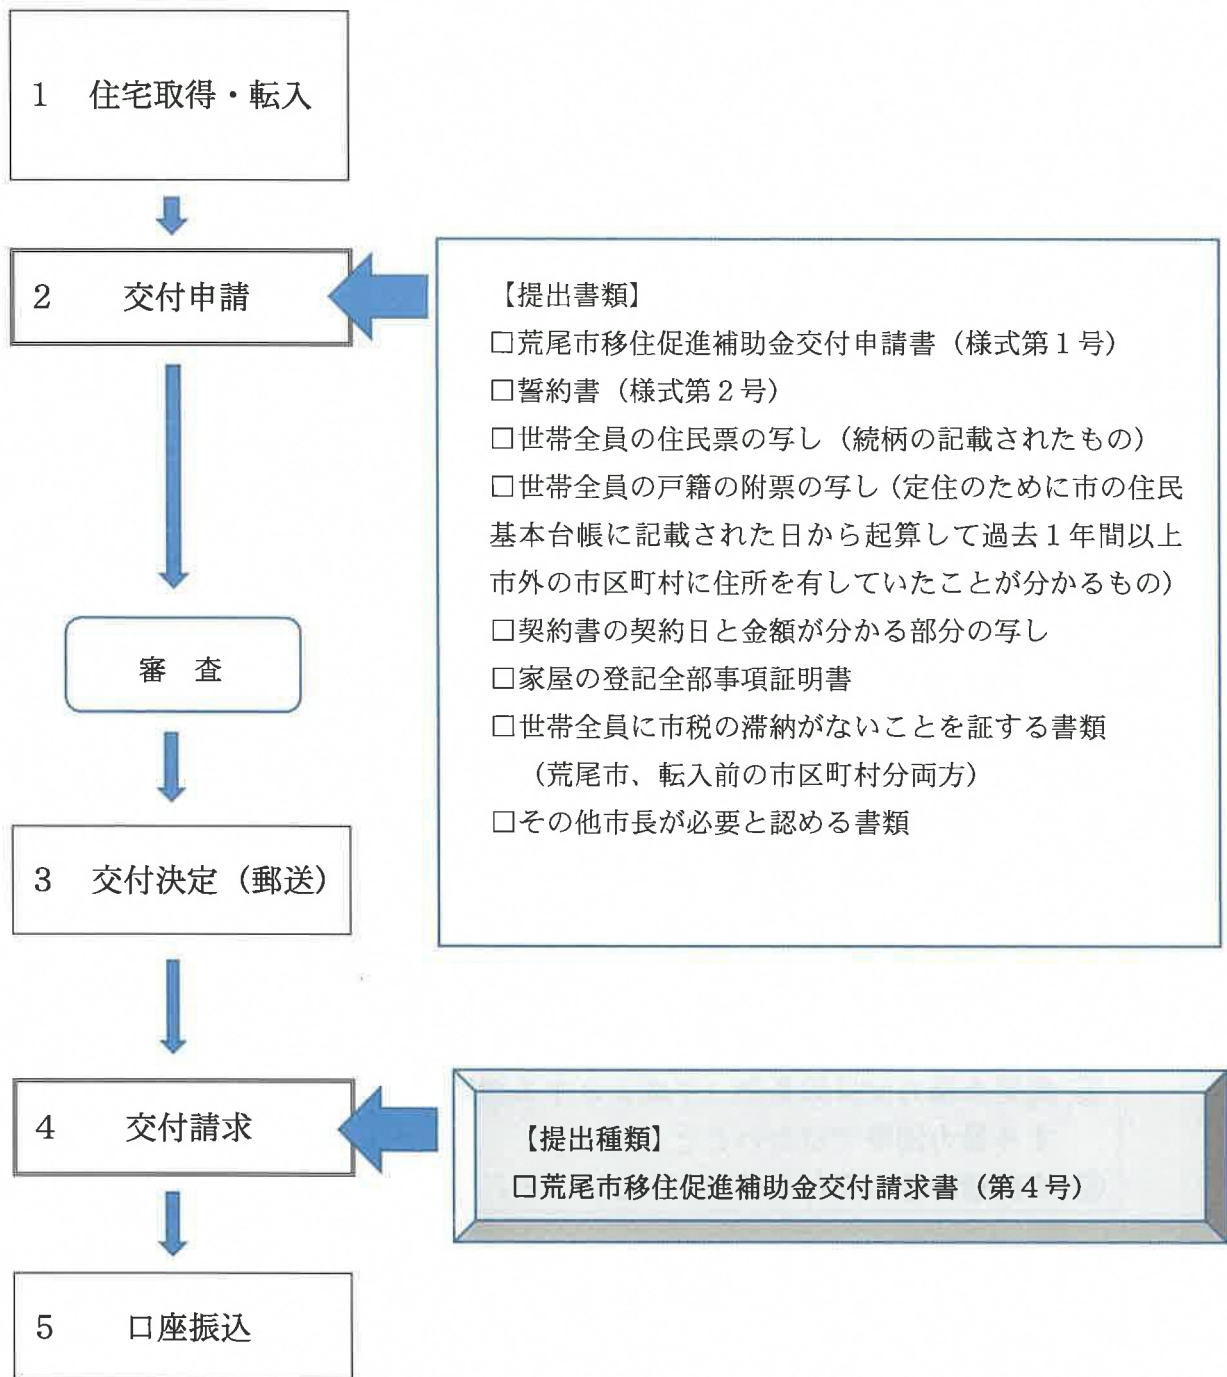 1 住宅取得・転入
2 交付申請
【提出書類】
□荒尾市移住促進補助金交付申請書（様式第1号）
□誓約書（様式第2号）
□世帯全員の住民票の写し（続柄の記載されたもの）
□世帯全員の戸籍の附票の写し（定住のために市の住民
基本台帳に記載された日から起算して過去1年間以上
市外の市区町村に住所を有していたことが分かるもの）
□契約書の契約日と金額が分かる部分の写し
□家屋の登記全部事項証明書
□世帯全員に市税の滞納がないことを証する書類
（荒尾市、転入前の市区町村分両方）
□その他市長が必要と認める書類
審 査
3 交付決定（郵送）
4 交付請求
【提出種類】
□荒尾市移住促進補助金交付請求書（第4号）
5 口座振込